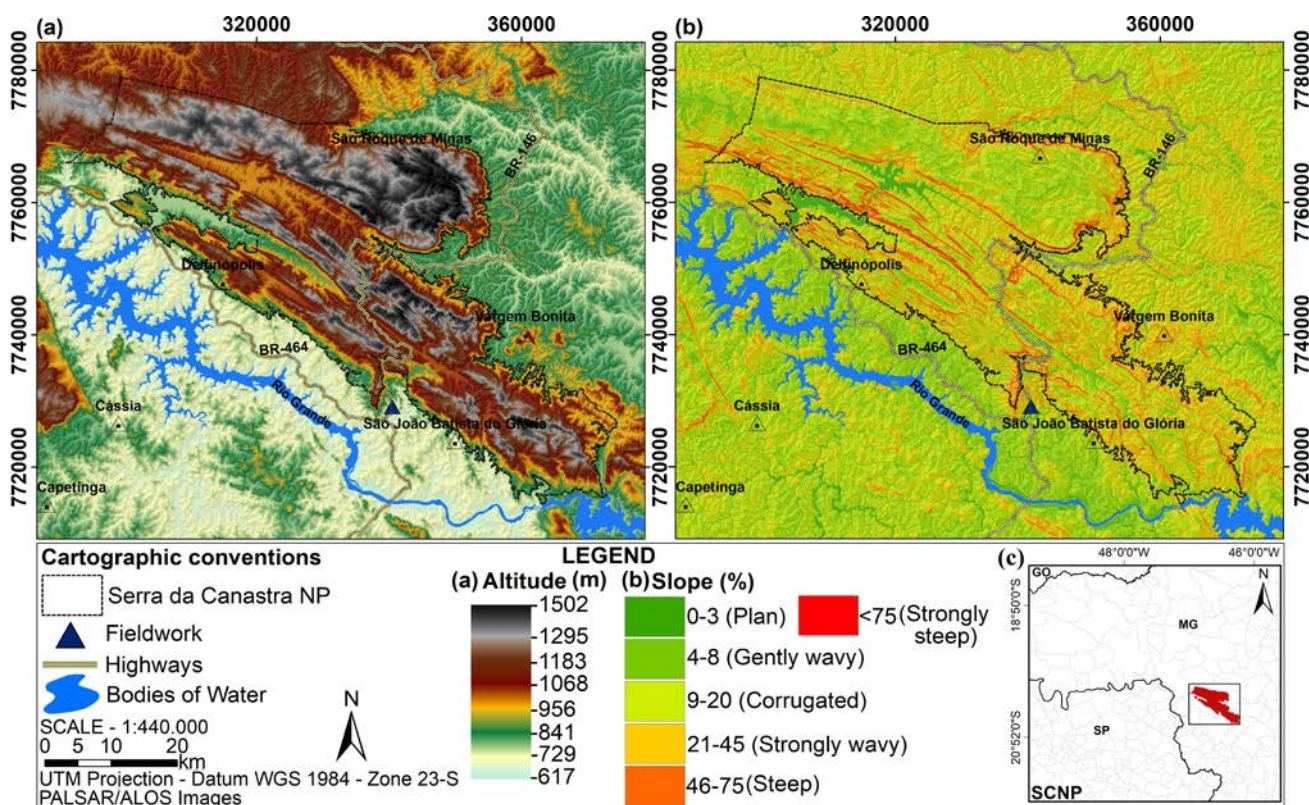 (a)
320000
360000
(b)
320000
360000
7780000
7760000
7740000
7720000
São Roque de Minas
BR-146
Delfinópolis
Vargem Bonita
BR-464
Rio Grande
Cássia
São João Batista do Glória
Capetinga
São Roque de Minas
BR-146
Delfinópolis
Vargem Bonita
BR-464
Rio Grande
Cássia
São João Batista do Glória
Capetinga
7780000
7760000
7740000
7720000
Cartographic conventions
Serra da Canastra NP
Fieldwork
Highways
Bodies of Water
SCALE - 1:440.000
0 5 10 20
km
N
UTM Projection - Datum WGS 1984 - Zone 23-S
PALSAR/ALOS Images
LEGEND
(a) Altitude (m)
1502
1295
1183
1068
956
841
729
617
(b) Slope (%)
0-3 (Plan)
4-8 (Gently wavy)
9-20 (Corrugated)
21-45 (Strongly wavy)
46-75 (Steep)
<75 (Strongly
steep)
(c)
48°0'0"W
46°0'0"W
18°50'0"S
20°52'0"S
GO
MG
SP
N
SCNP